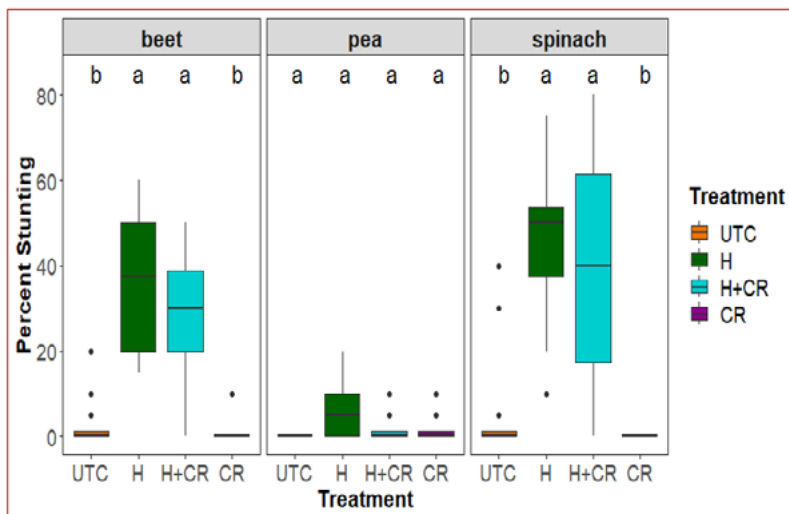 beet pea spinach
b a a b a a a a b a a b
80
60
40
20
0
Percent Stunting
UTC H H+CR CR UTC H H+CR CR UTC H H+CR CR
Treatment
Treatment
UTC
H
H+CR
CR